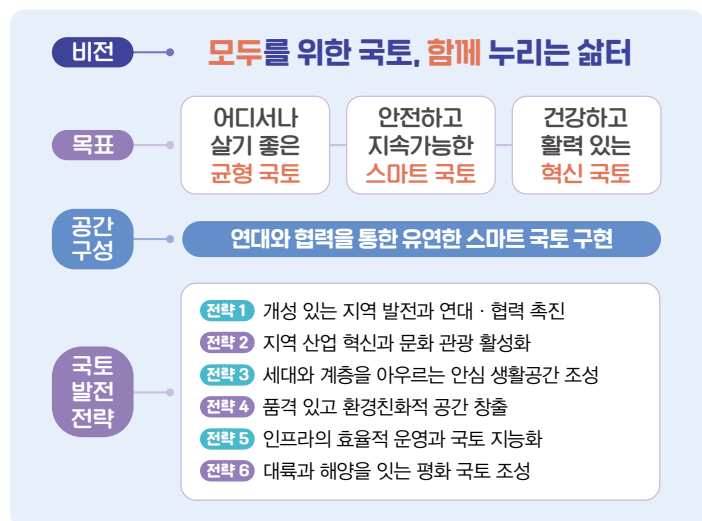 비전
모두를 위한 국토, 함께 누리는 삶터
목표
어디서나
살기 좋은
균형 국토
안전하고
지속가능한
스마트 국토
건강하고
활력 있는
혁신 국토
공간
구성
연대와 협력을 통한 유연한 스마트 국토 구현
국토
발전
전략
전략 1 개성 있는 지역 발전과 연대 · 협력 촉진
전략 2 지역 산업 혁신과 문화 관광 활성화
전략 3 세대와 계층을 아우르는 안심 생활공간 조성
전략 4 품격 있고 환경친화적 공간 창출
전략 5 인프라의 효율적 운영과 국토 지능화
전략 6 대륙과 해양을 잇는 평화 국토 조성